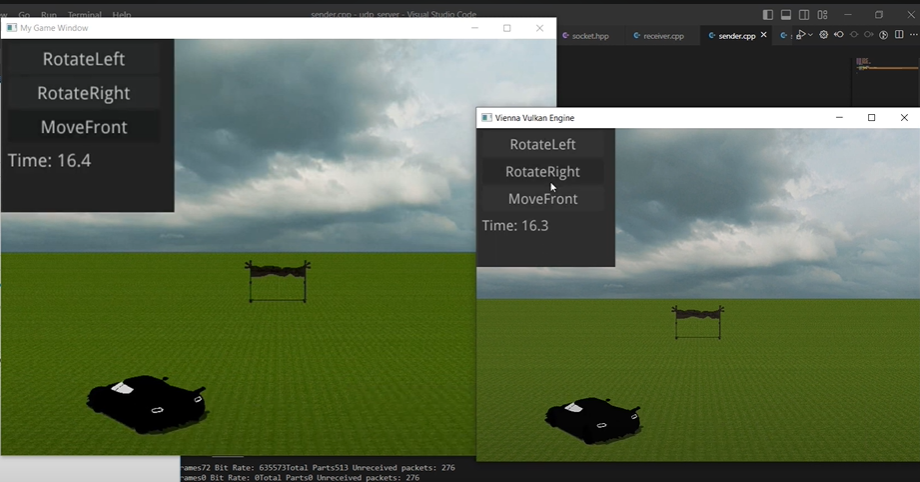 Go Run Terminal Help
sender.cpp - udp_server - Visual Studio Code
My Game Window
socket.hpp
receiver.cpp
sender.cpp
RotateLeft
RotateRight
MoveFront
Time: 16.4
Vienna Vulkan Engine
RotateLeft
RotateRight
MoveFront
Time: 16.3
rames72 Bit Rate: 635573Total Parts513 Unreceived packets: 276
rames0 Bit Rate: 0Total Parts0 Unreceived packets: 276